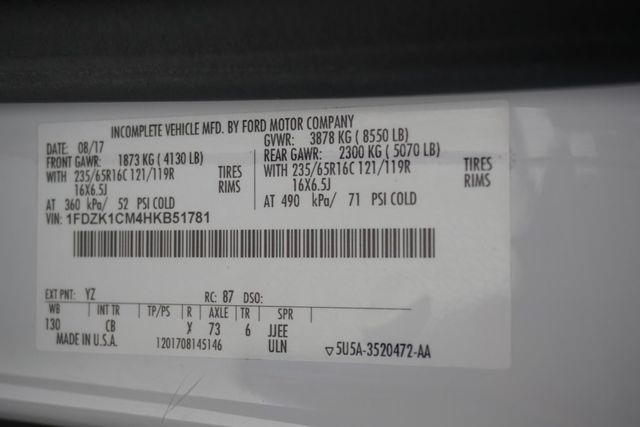 INCOMPLETE VEHICLE MFD. BY FORD MOTOR COMPANY
DATE: 08/17 GVWR: 3878 KG ( 8550 LB)
FRONT GAWR: 1873 KG ( 4130 LB) REAR GAWR: 2300 KG ( 5070 LB)
WITH 235/65R16C 121/119R TIRES WITH 235/65R16C 121/119R TIRES
16X6.5J RIMS 16X6.5J RIMS
AT 360 kPa/ 52 PSI COLD AT 490 kPa/ 71 PSI COLD
VIN: 1FDZK1CM4HKB51781
EXT PNT: YZ RC: 87 DSO:
WB INT TR TP/PS R AXLE TR SPR
130 CB X 73 6 JJEE
MADE IN U.S.A. 1201708145146 ULN ▽5U5A-3520472-AA